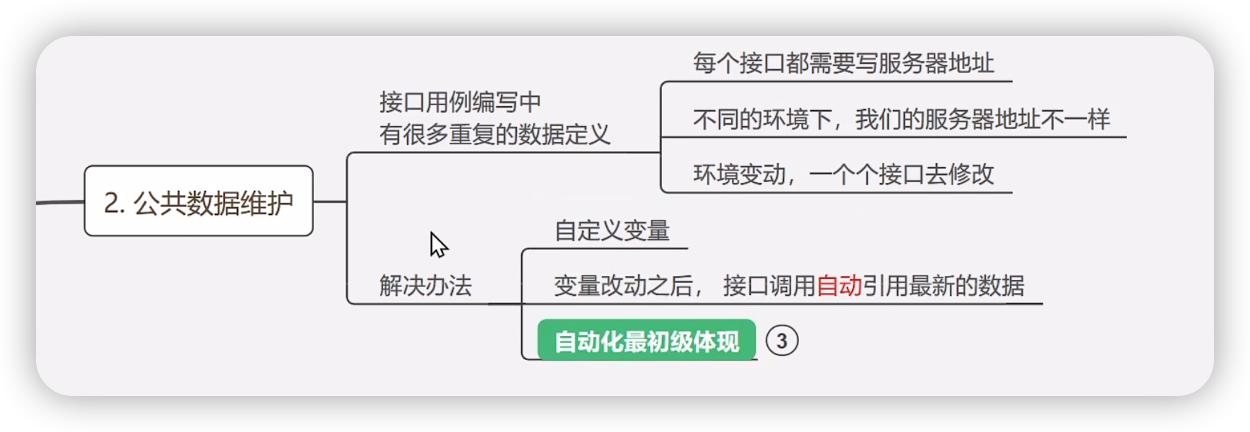 2. 公共数据维护
接口用例编写中
有很多重复的数据定义
每个接口都需要写服务器地址
不同的环境下，我们的服务器地址不一样
环境变动，一个个接口去修改
解决办法
自定义变量
变量改动之后， 接口调用自动引用最新的数据
自动化最初级体现
3